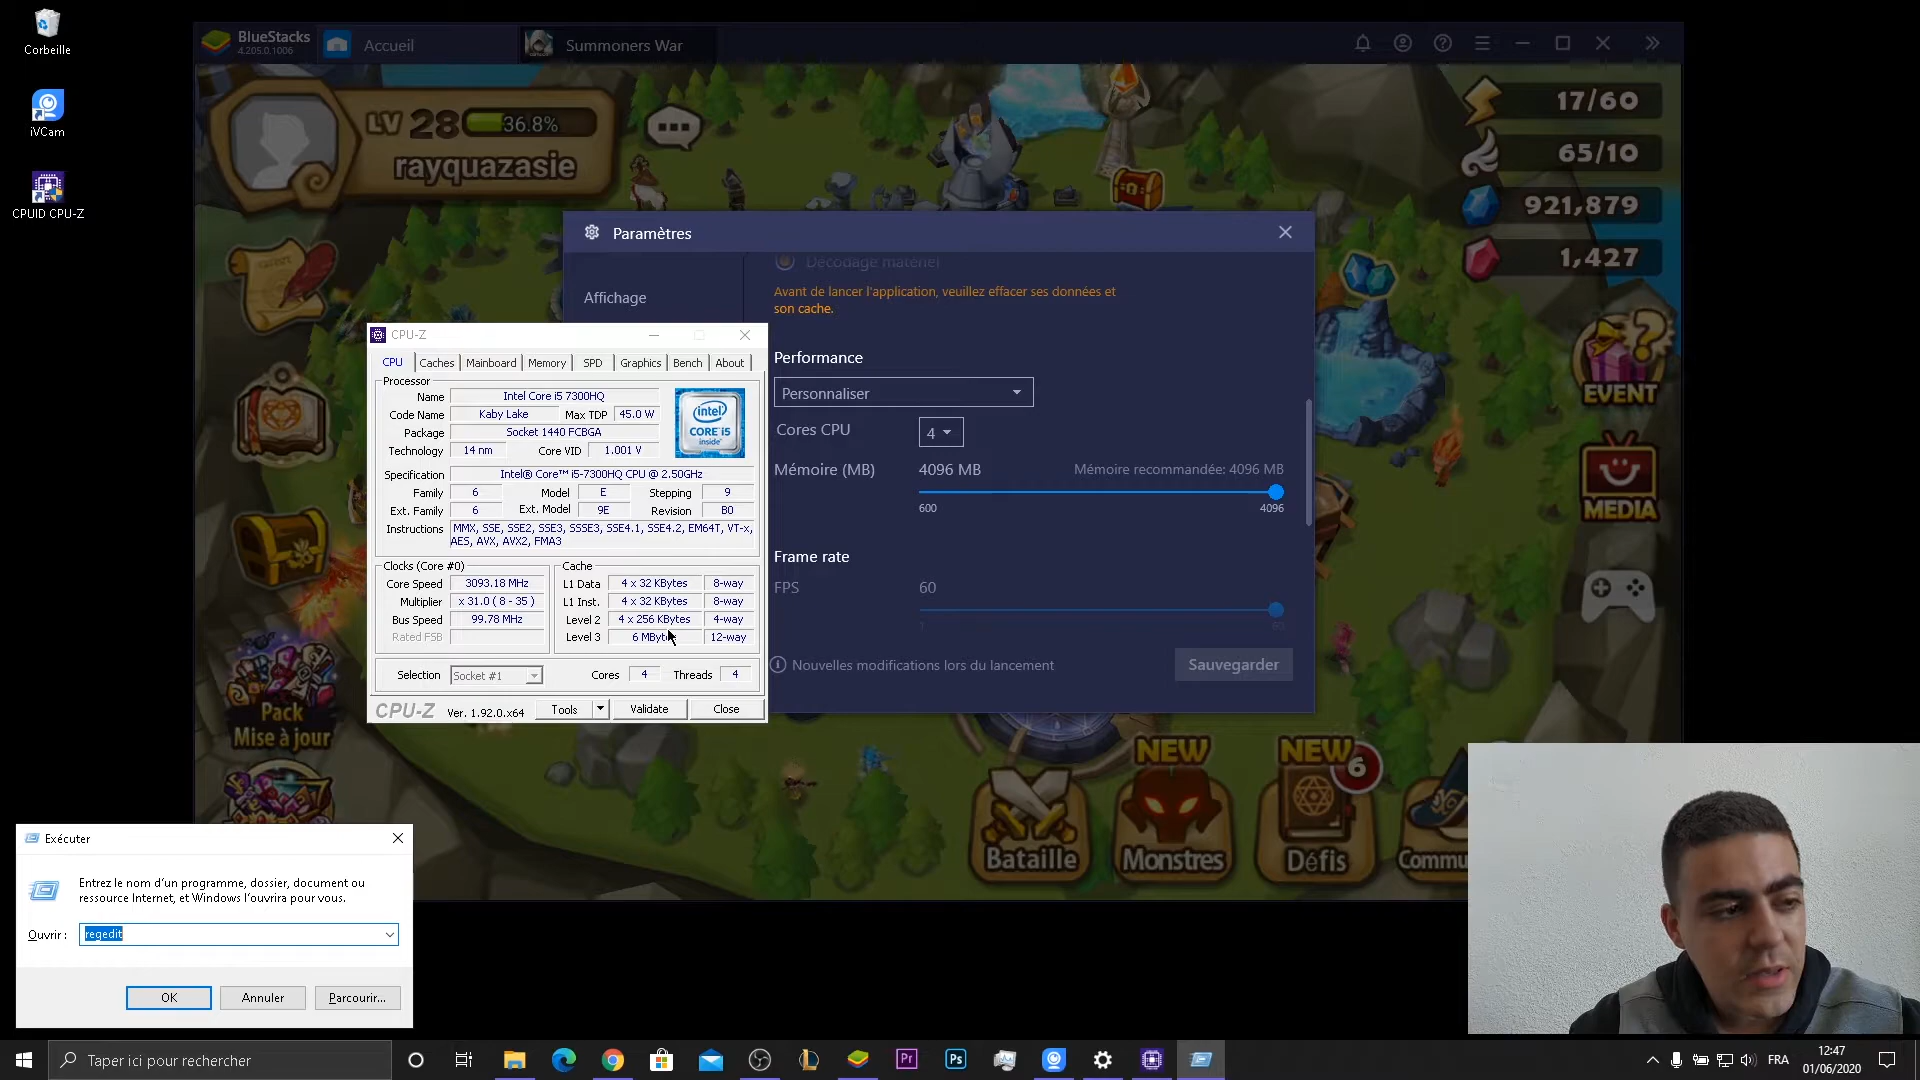 Corbeille
iVCam
CPUID CPU-Z
BlueStacks
4.205.0.1006
Accueil
Summoners War
LV 28 36.8%
rayquazasie
17/60
65/10
921,879
1,427
EVENT
MEDIA
Pack
Mise à jour
NEW
Bataille
Monstres
NEW
6
Défis
Commu
Paramètres
Affichage
Décodage matériel
Avant de lancer l'application, veuillez effacer ses données et
son cache.
Performance
Personnaliser
Cores CPU 4
Mémoire (MB) 4096 MB Mémoire recommandée: 4096 MB
600 4096
Frame rate
FPS 60
1 60
Nouvelles modifications lors du lancement
Sauvegarder
CPU-Z
CPU Caches Mainboard Memory SPD Graphics Bench About
Processor
Name Intel Core i5 7300HQ
Code Name Kaby Lake Max TDP 45.0 W
Package Socket 1440 FCBGA
Technology 14 nm Core VID 1.001 V
(intel)
CORE i5
inside
Specification Intel® Core™ i5-7300HQ CPU @ 2.50GHz
Family 6 Model E Stepping 9
Ext. Family 6 Ext. Model 9E Revision B0
Instructions MMX, SSE, SSE2, SSE3, SSSE3, SSE4.1, SSE4.2, EM64T, VT-x,
AES, AVX, AVX2, FMA3
Clocks (Core #0)
Core Speed 3093.18 MHz
Multiplier x 31.0 ( 8 - 35 )
Bus Speed 99.78 MHz
Rated FSB
Cache
L1 Data 4 x 32 KBytes 8-way
L1 Inst. 4 x 32 KBytes 8-way
Level 2 4 x 256 KBytes 4-way
Level 3 6 MBytes 12-way
Selection Socket #1 Cores 4 Threads 4
CPU-Z Ver. 1.92.0.x64 Tools Validate Close
Exécuter
Entrez le nom d'un programme, dossier, document ou
ressource Internet, et Windows l'ouvrira pour vous.
Ouvrir : regedit
OK Annuler Parcourir...
Taper ici pour rechercher
Pr
Ps
FRA
12:47
01/06/2020